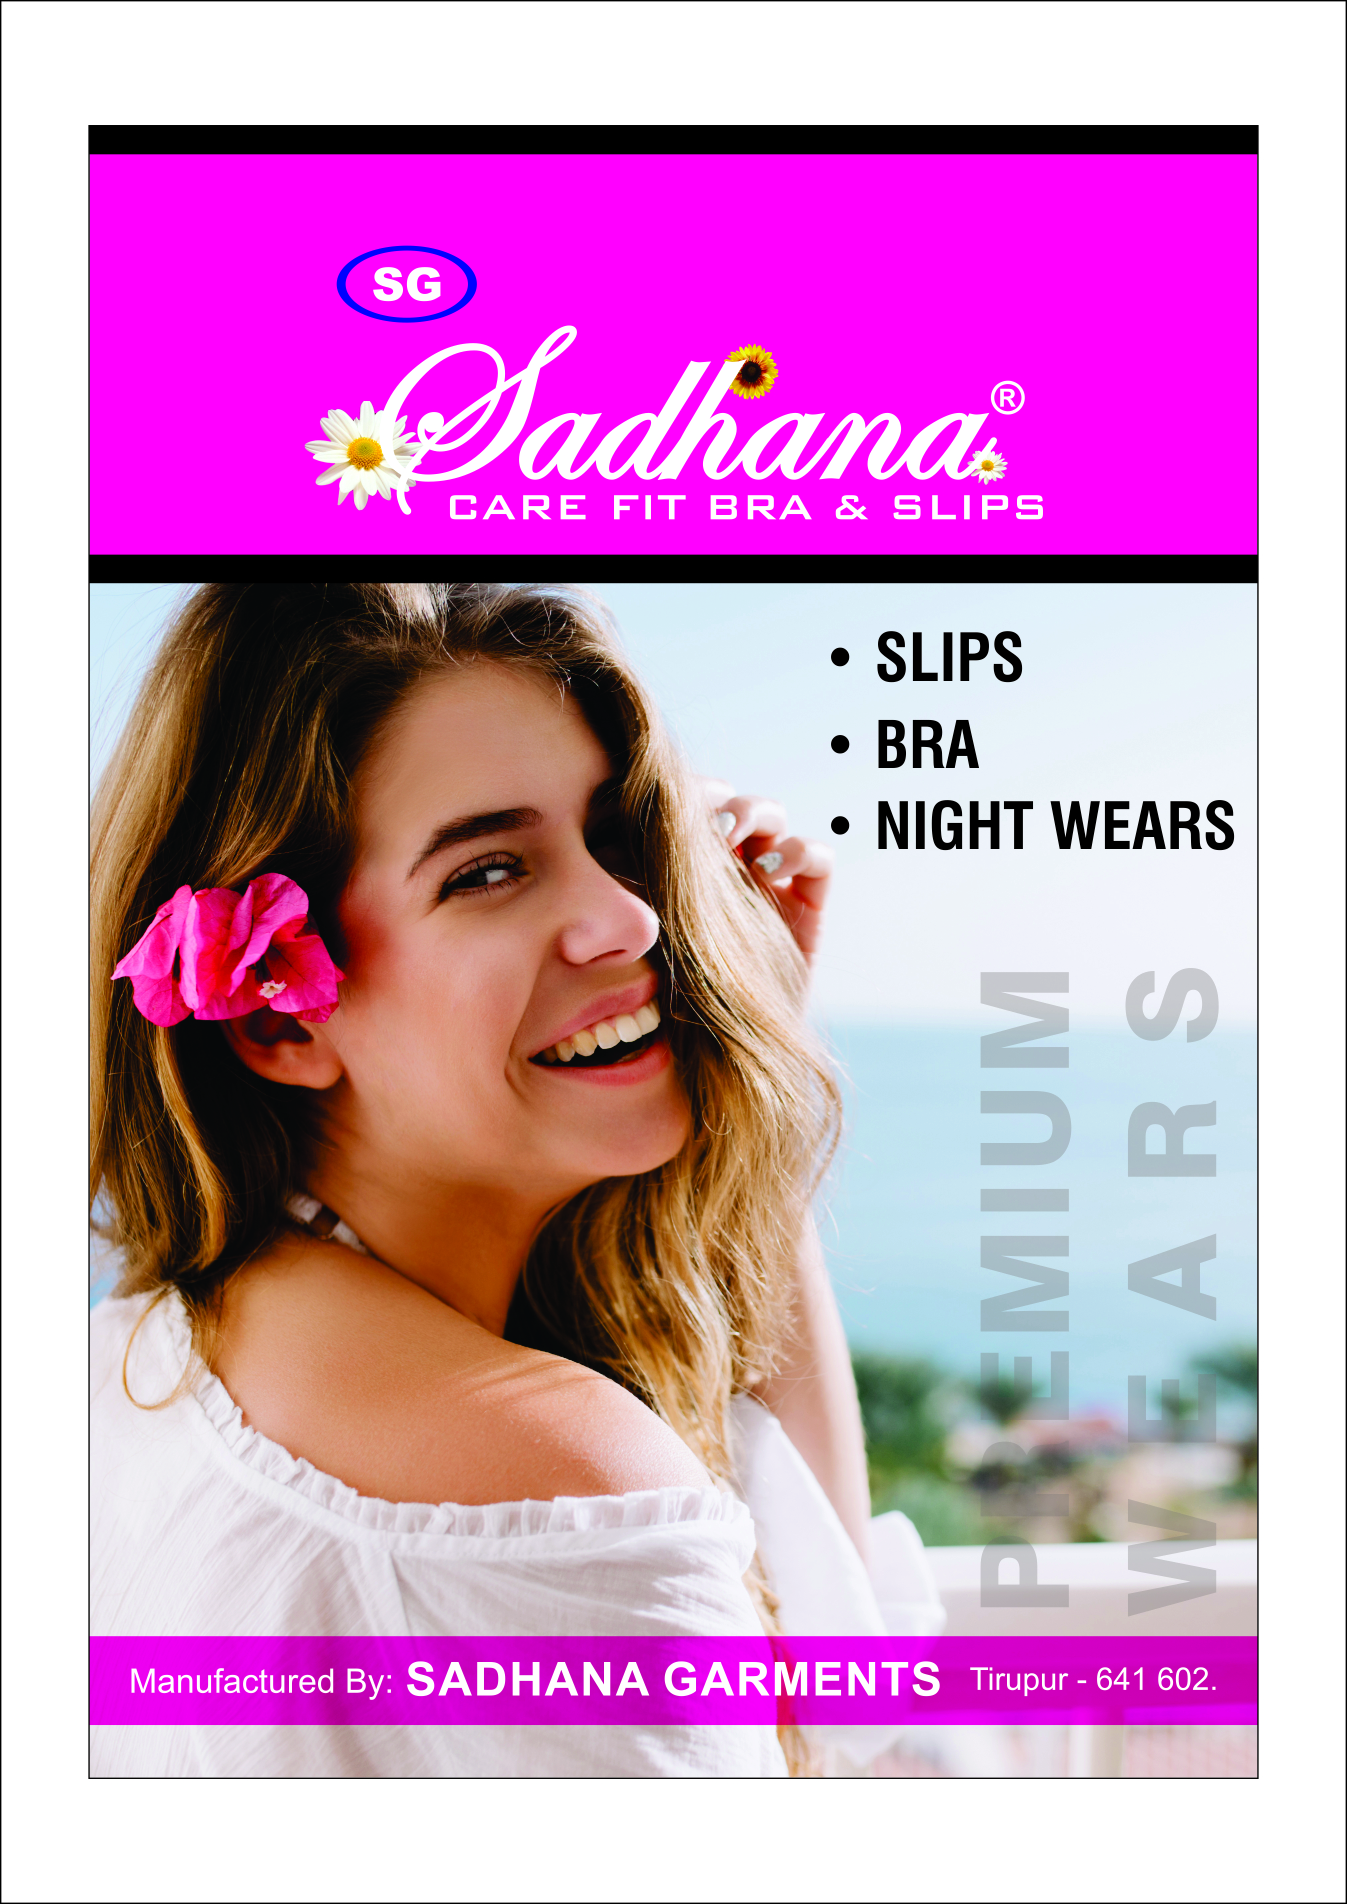 SG
Sadhana®
CARE FIT BRA & SLIPS
• SLIPS
• BRA
• NIGHT WEARS
PREMIUM
WEARS
Manufactured By: SADHANA GARMENTS Tirupur - 641 602.